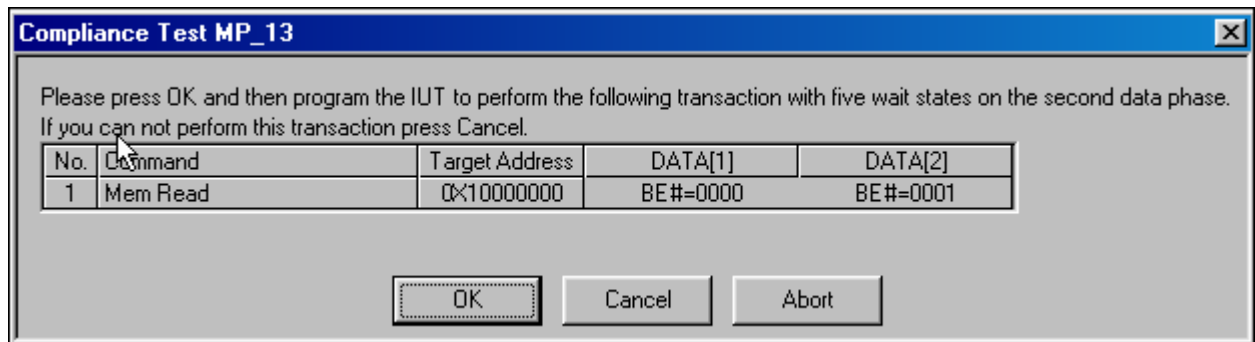 Compliance Test MP_13
Please press OK and then program the IUT to perform the following transaction with five wait states on the second data phase.
If you can not perform this transaction press Cancel.
No. Command Target Address DATA[1] DATA[2]
1 Mem Read 0X10000000 BE#=0000 BE#=0001
OK Cancel Abort